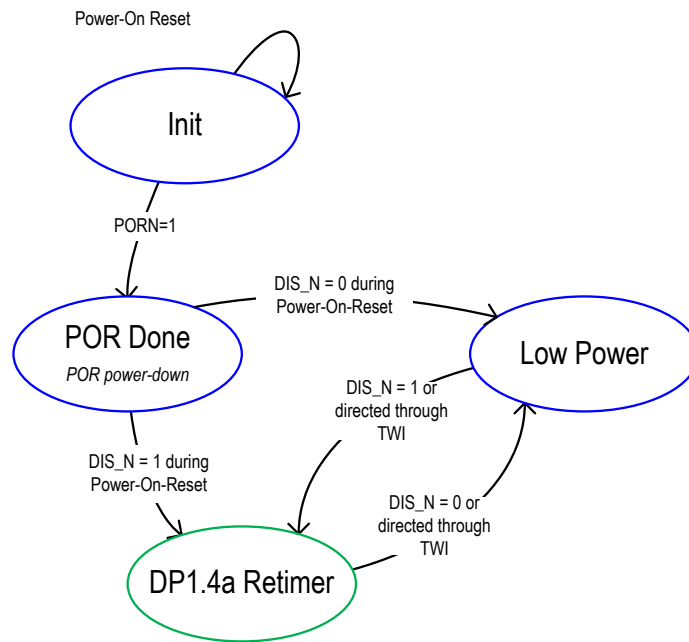 Power-On Reset
Init
PORN=1
DIS_N = 0 during
Power-On-Reset
POR Done
POR power-down
Low Power
DIS_N = 1 or
directed through
TWI
DIS_N = 1 during
Power-On-Reset
DIS_N = 0 or
directed through
TWI
DP1.4a Retimer